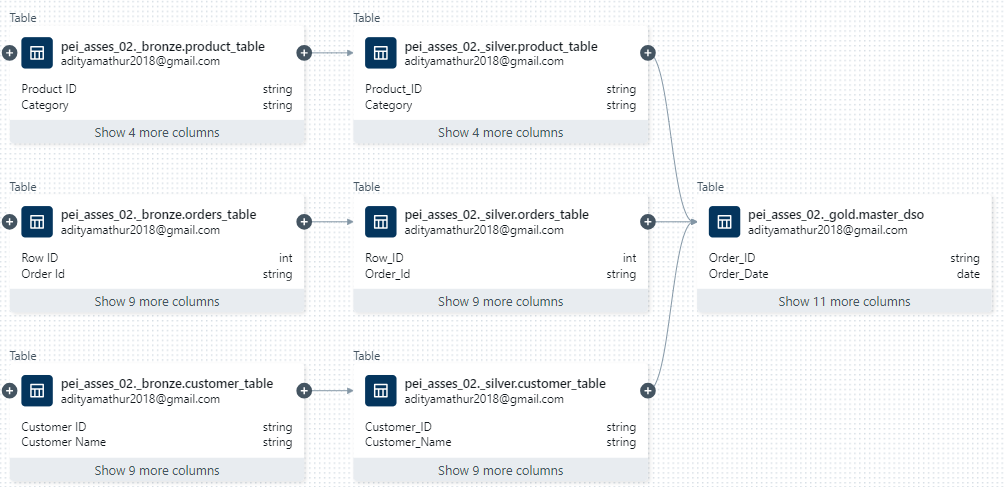 Table
pei_asses_02._bronze.product_table
adityamathur2018@gmail.com
Product ID string
Category string
Show 4 more columns
Table
pei_asses_02._silver.product_table
adityamathur2018@gmail.com
Product_ID string
Category string
Show 4 more columns
Table
pei_asses_02._bronze.orders_table
adityamathur2018@gmail.com
Row ID int
Order Id string
Show 9 more columns
Table
pei_asses_02._silver.orders_table
adityamathur2018@gmail.com
Row_ID int
Order_Id string
Show 9 more columns
Table
pei_asses_02._gold.master_dso
adityamathur2018@gmail.com
Order_ID string
Order_Date date
Show 11 more columns
Table
pei_asses_02._bronze.customer_table
adityamathur2018@gmail.com
Customer ID string
Customer Name string
Show 9 more columns
Table
pei_asses_02._silver.customer_table
adityamathur2018@gmail.com
Customer_ID string
Customer_Name string
Show 9 more columns